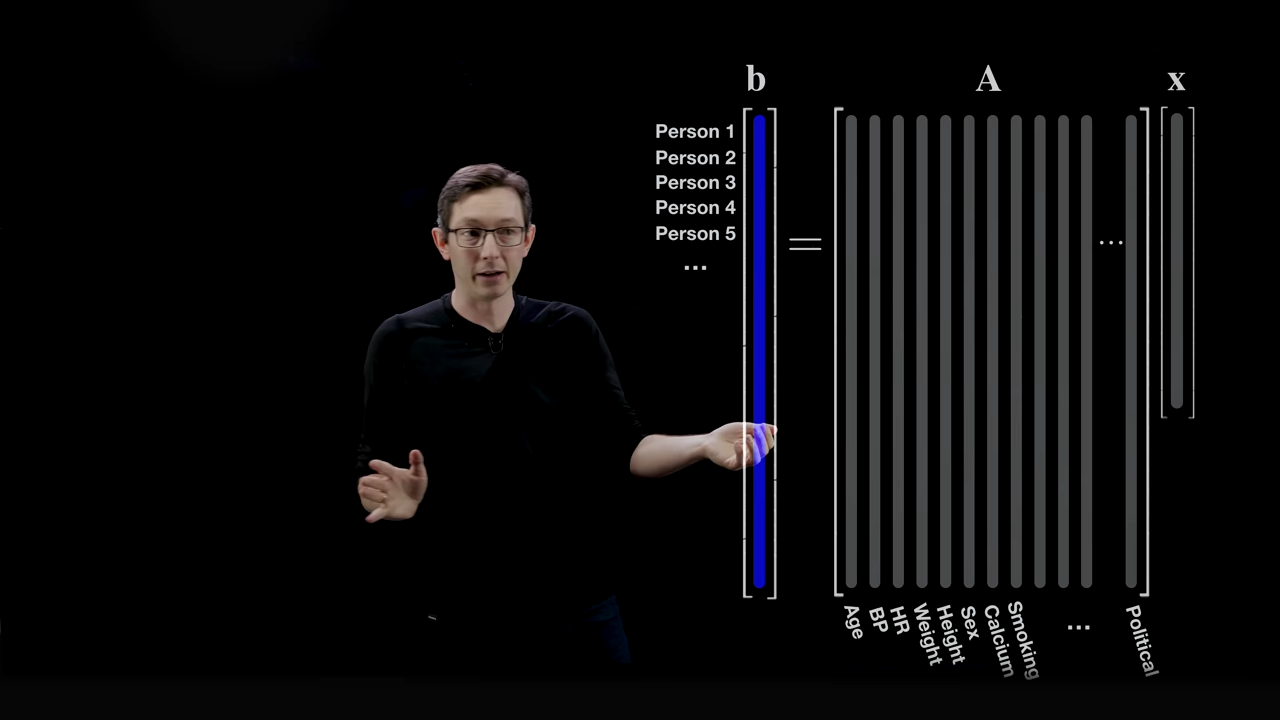 b
A
x
Person 1
Person 2
Person 3
Person 4
Person 5
...
=
...
Age
BP
HR
Weight
Height
Sex
Calcium
Smoking
...
Political